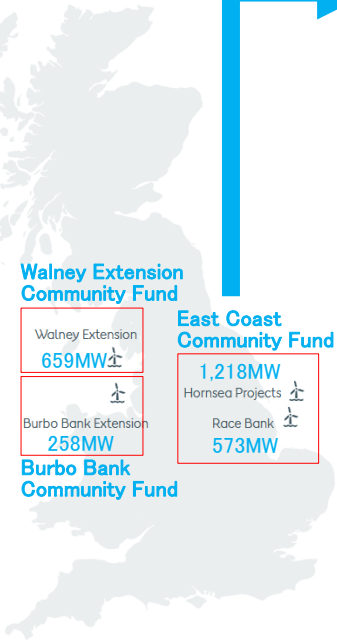 Walney Extension
Community Fund
Walney Extension
659MW
Burbo Bank Extension
258MW
Burbo Bank
Community Fund
East Coast
Community Fund
1,218MW
Hornsea Projects
Race Bank
573MW